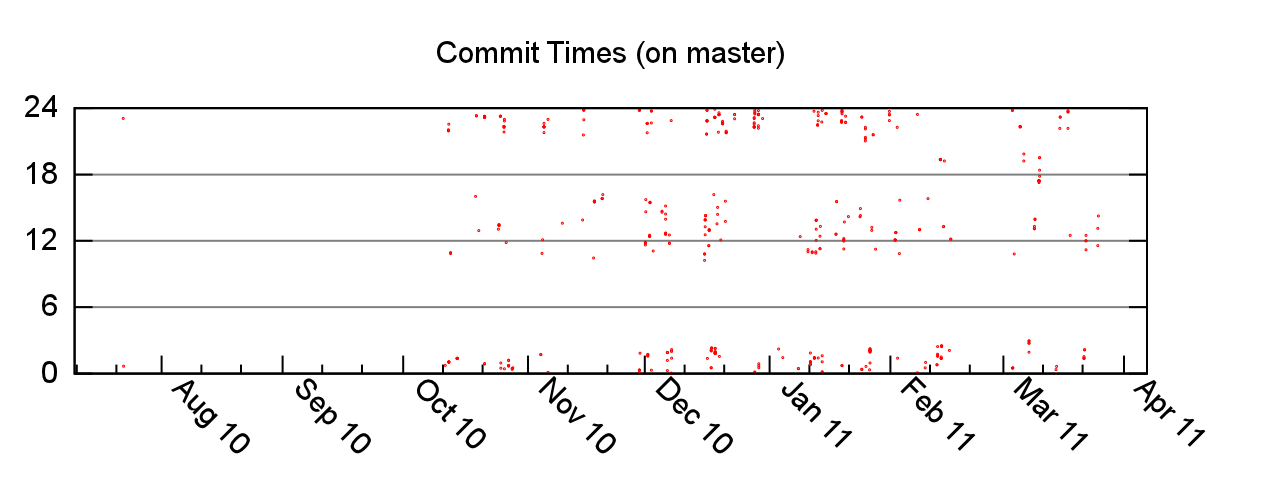 Commit Times (on master)
24
18
12
6
0
Aug 10
Sep 10
Oct 10
Nov 10
Dec 10
Jan 11
Feb 11
Mar 11
Apr 11